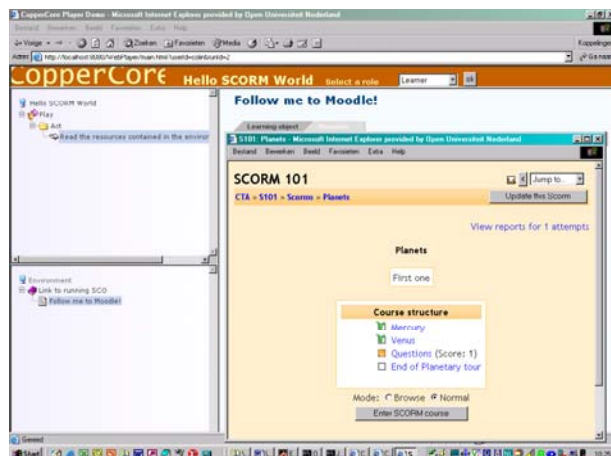 CopperCore Player Demo - Microsoft Internet Explorer provided by Open Universiteit Nederland
Bestand Bewerken Beeld Favorieten Extra Help
Vorige Zoeken Favorieten Media
Adres Ga naar
Koppelingen
CopperCore Hello SCORM World Select a role Learner ok
Hello SCORM World
Play
Act
Read the resources contained in the environ
Environment
Link to running SCO
Follow me to Moodle!
Follow me to Moodle!
Learning object
S101: Planets - Microsoft Internet Explorer provided by Open Universiteit Nederland
Bestand Bewerken Beeld Favorieten Extra Help
SCORM 101
Jump to...
CTA » S101 » Scorms » Planets
Update this Scorm
View reports for 1 attempts
Planets
First one
Course structure
Mercury
Venus
Questions (Score: 1)
End of Planetary tour
Mode: Browse Normal
Enter SCORM course
Gereed
Start